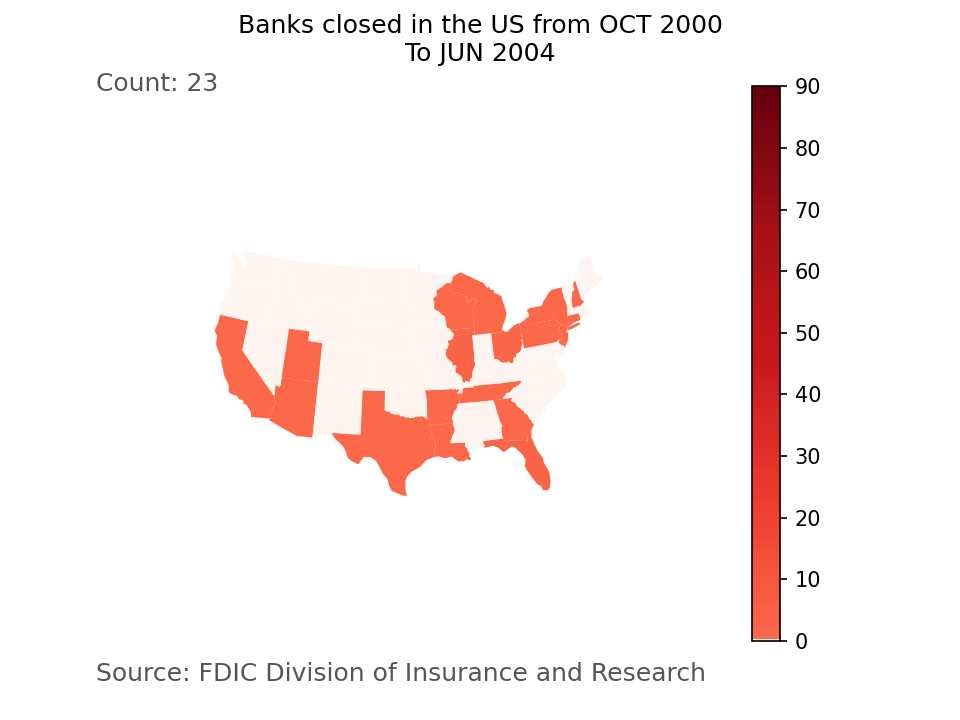 Banks closed in the US from OCT 2000
To JUN 2004
Count: 23
90
80
70
60
50
40
30
20
10
0
Source: FDIC Division of Insurance and Research